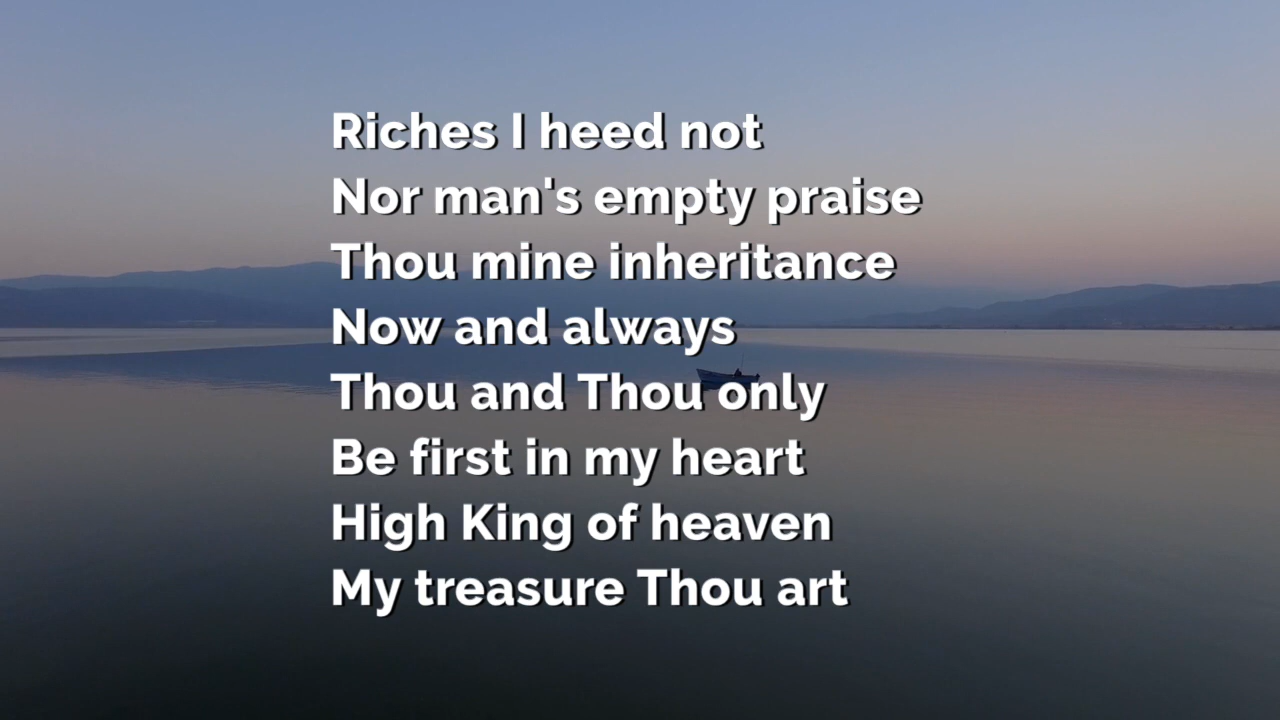 Riches I heed not
Nor man's empty praise
Thou mine inheritance
Now and always
Thou and Thou only
Be first in my heart
High King of heaven
My treasure Thou art